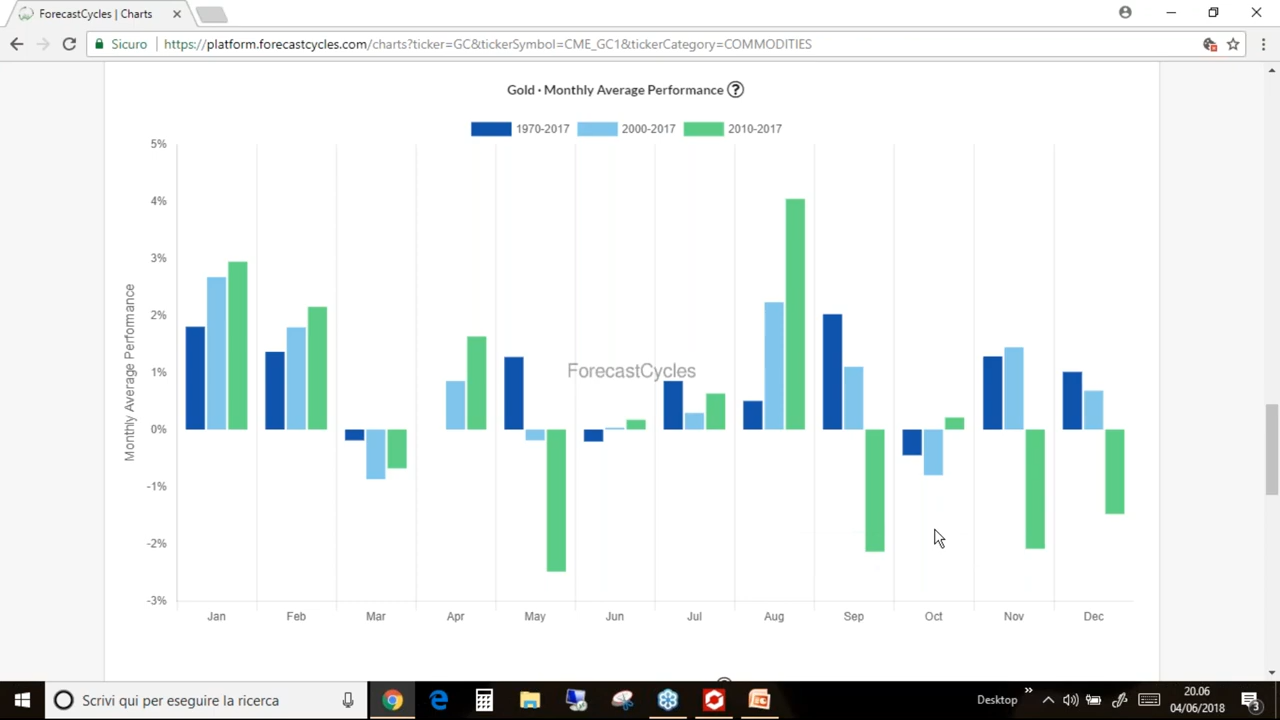 ForecastCycles | Charts
Sicuro https://platform.forecastcycles.com/charts?ticker=GC&tickerSymbol=CME_GC1&tickerCategory=COMMODITIES
Gold · Monthly Average Performance ?
1970-2017 2000-2017 2010-2017
5%
4%
3%
2%
1%
0%
-1%
-2%
-3%
Monthly Average Performance
ForecastCycles
Jan Feb Mar Apr May Jun Jul Aug Sep Oct Nov Dec
Scrivi qui per eseguire la ricerca
Desktop
20.06
04/06/2018
3